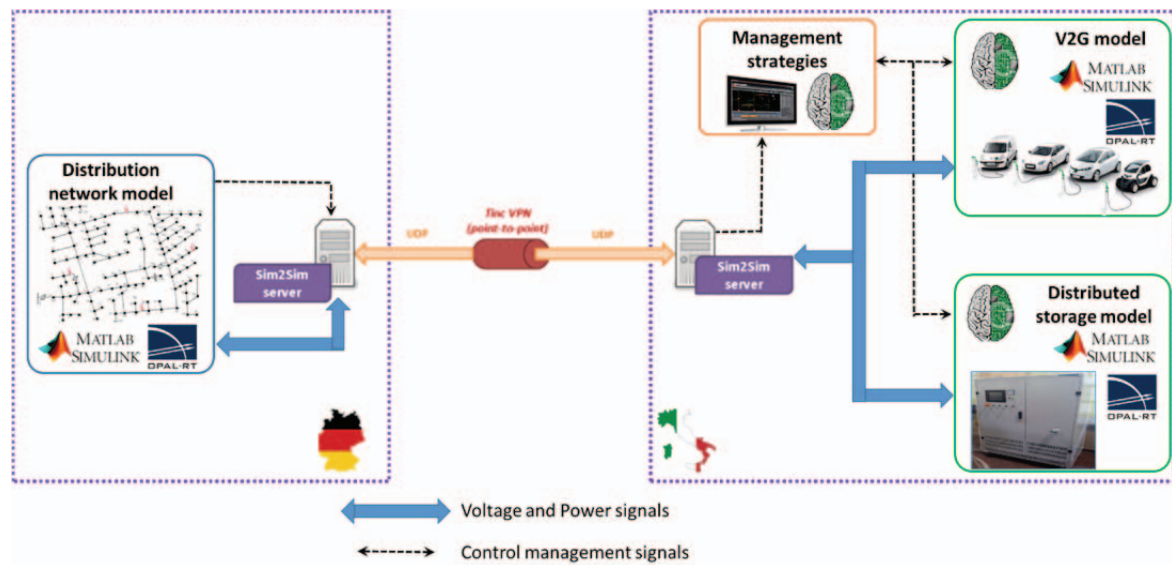 Management
strategies
V2G model
MATLAB
SIMULINK
OPAL-RT
Distribution
network model
Tinc VPN
(point-to-point)
UDP
UDP
Sim2Sim
server
Sim2Sim
server
MATLAB
SIMULINK
OPAL-RT
Distributed
storage model
MATLAB
SIMULINK
OPAL-RT
Voltage and Power signals
Control management signals